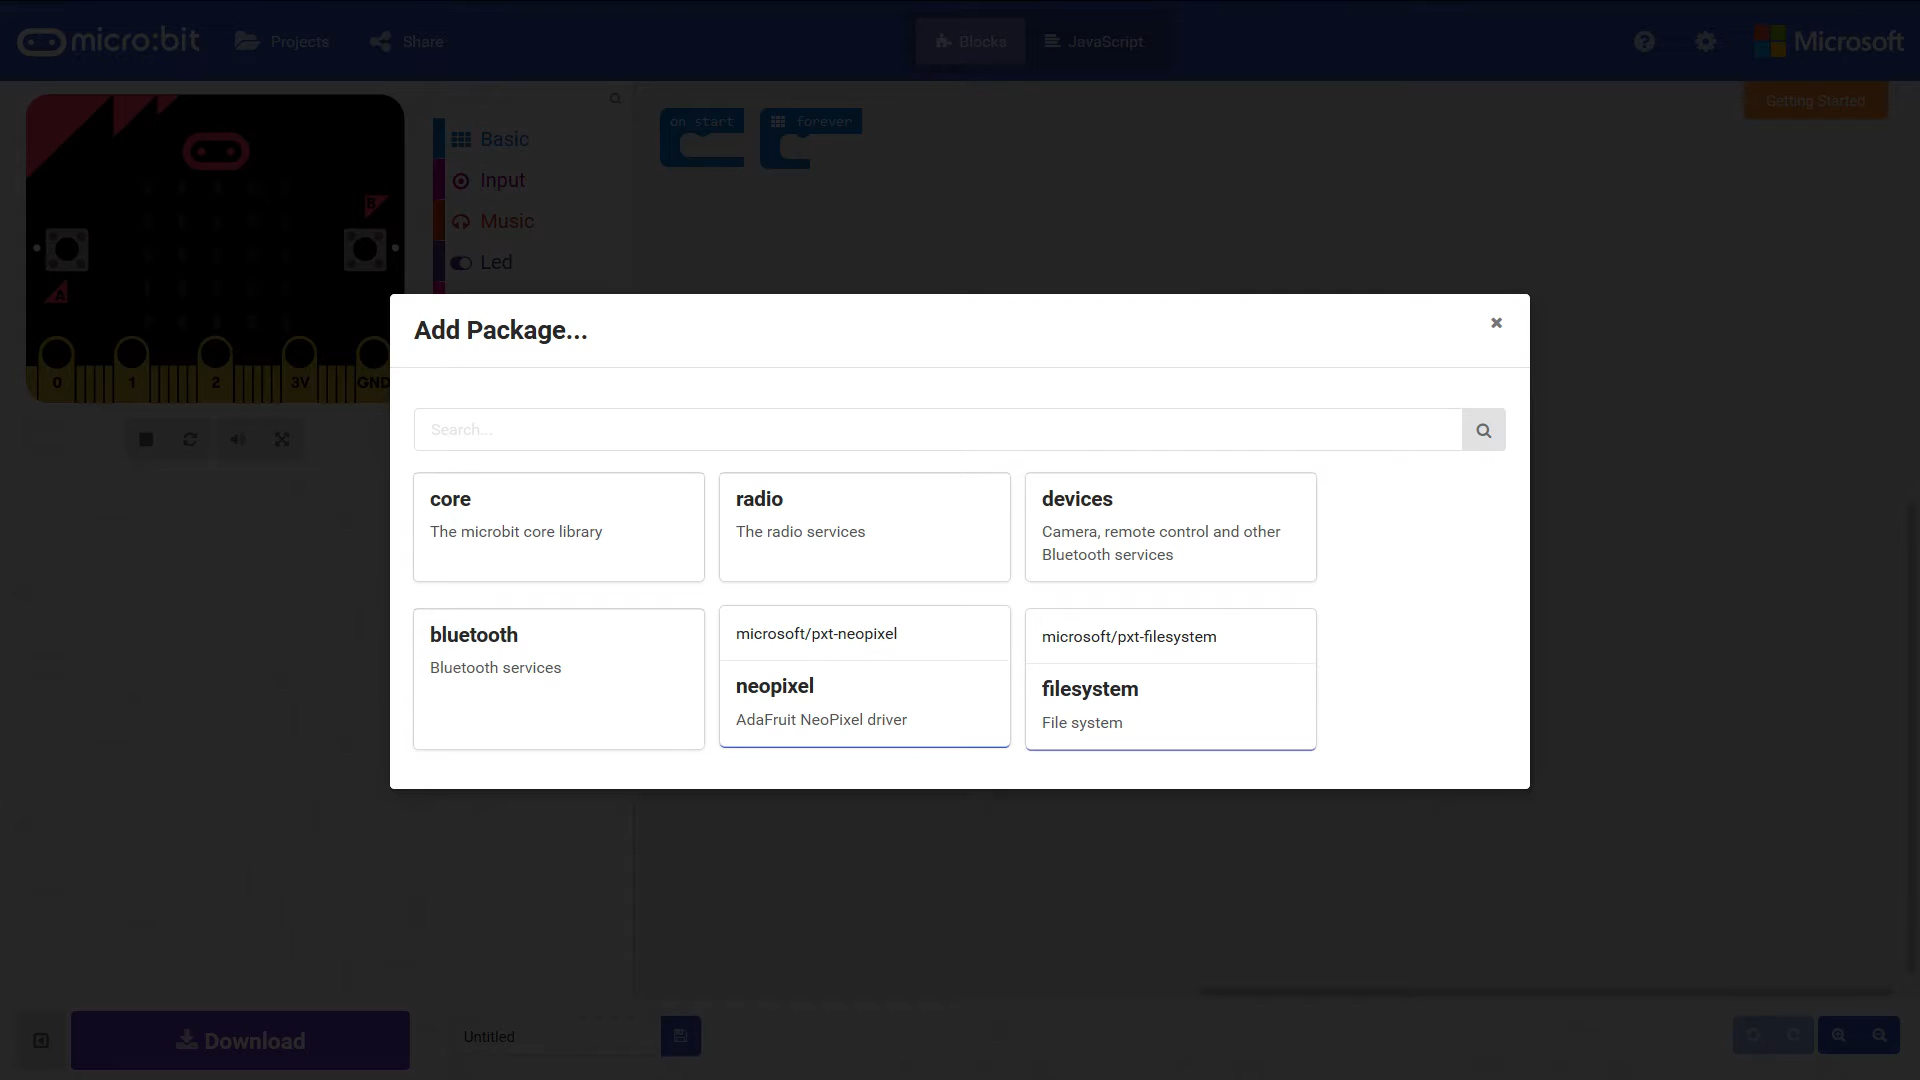 micro:bit
Projects
Share
Blocks
JavaScript
Microsoft
Getting Started
Basic
Input
Music
Led
on start
forever
B
A
0
1
2
3V
GND
Add Package...
Search...
core
The microbit core library
radio
The radio services
devices
Camera, remote control and other
Bluetooth services
bluetooth
Bluetooth services
microsoft/pxt-neopixel
neopixel
AdaFruit NeoPixel driver
microsoft/pxt-filesystem
filesystem
File system
Download
Untitled